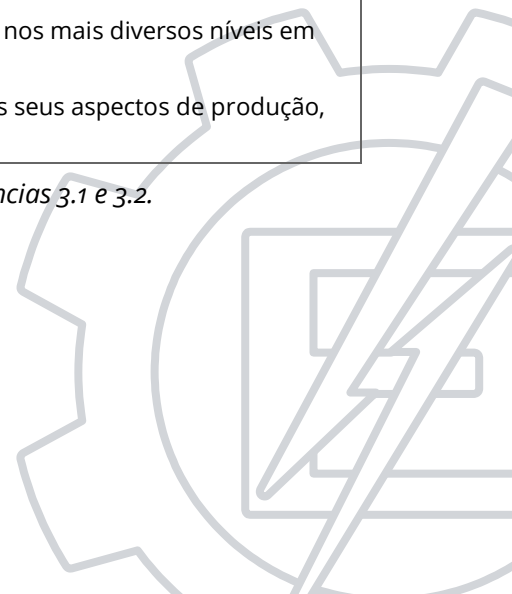 nos mais diversos níveis em
s seus aspectos de produção,
ncias 3.1 e 3.2.